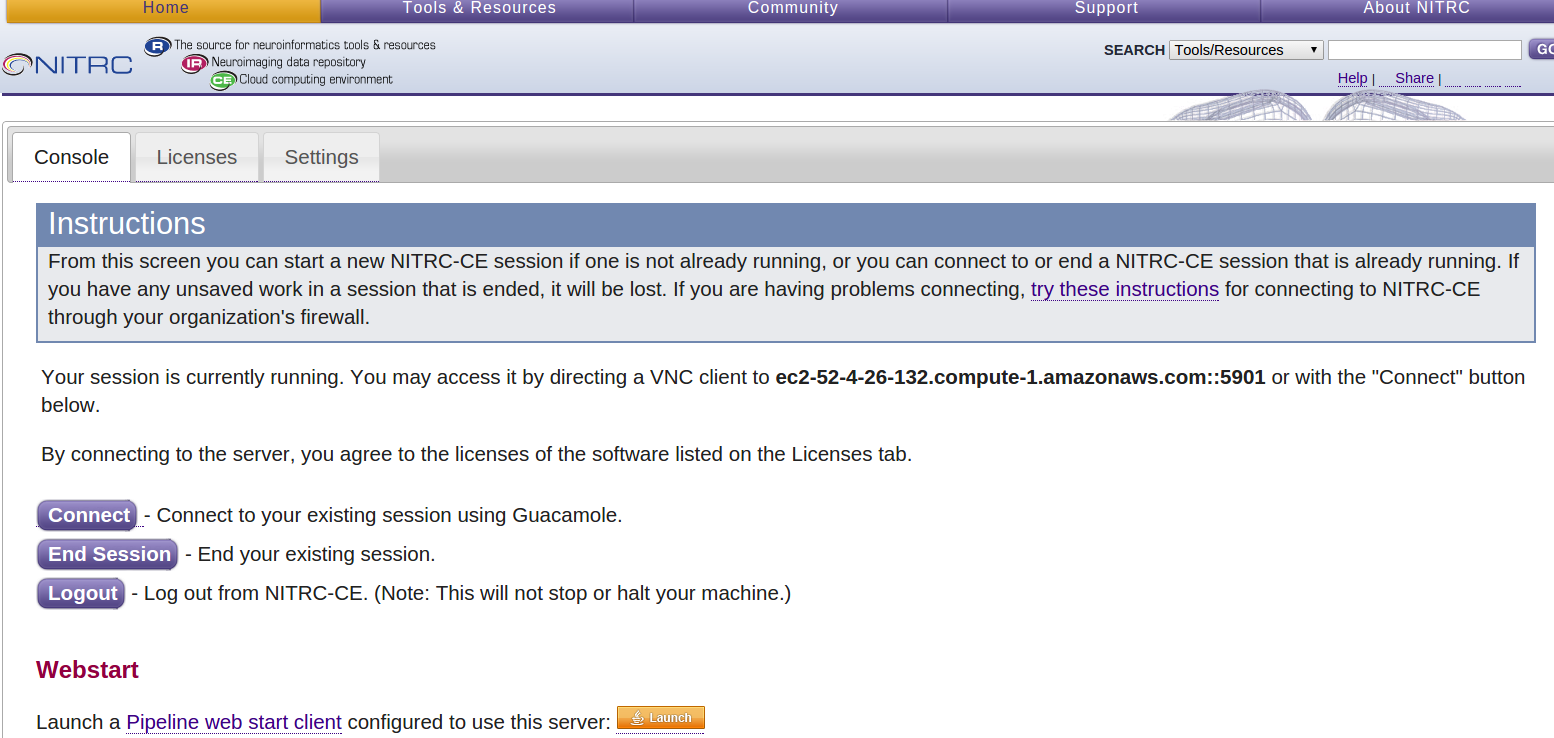 Home Tools & Resources Community Support About NITRC
NITRC
R The source for neuroinformatics tools & resources
IR Neuroimaging data repository
CE Cloud computing environment
SEARCH Tools/Resources GO
Help | Share |
Console Licenses Settings
Instructions
From this screen you can start a new NITRC-CE session if one is not already running, or you can connect to or end a NITRC-CE session that is already running. If
you have any unsaved work in a session that is ended, it will be lost. If you are having problems connecting, try these instructions for connecting to NITRC-CE
through your organization's firewall.
Your session is currently running. You may access it by directing a VNC client to ec2-52-4-26-132.compute-1.amazonaws.com::5901 or with the "Connect" button
below.
By connecting to the server, you agree to the licenses of the software listed on the Licenses tab.
Connect - Connect to your existing session using Guacamole.
End Session - End your existing session.
Logout - Log out from NITRC-CE. (Note: This will not stop or halt your machine.)
Webstart
Launch a Pipeline web start client configured to use this server: Launch